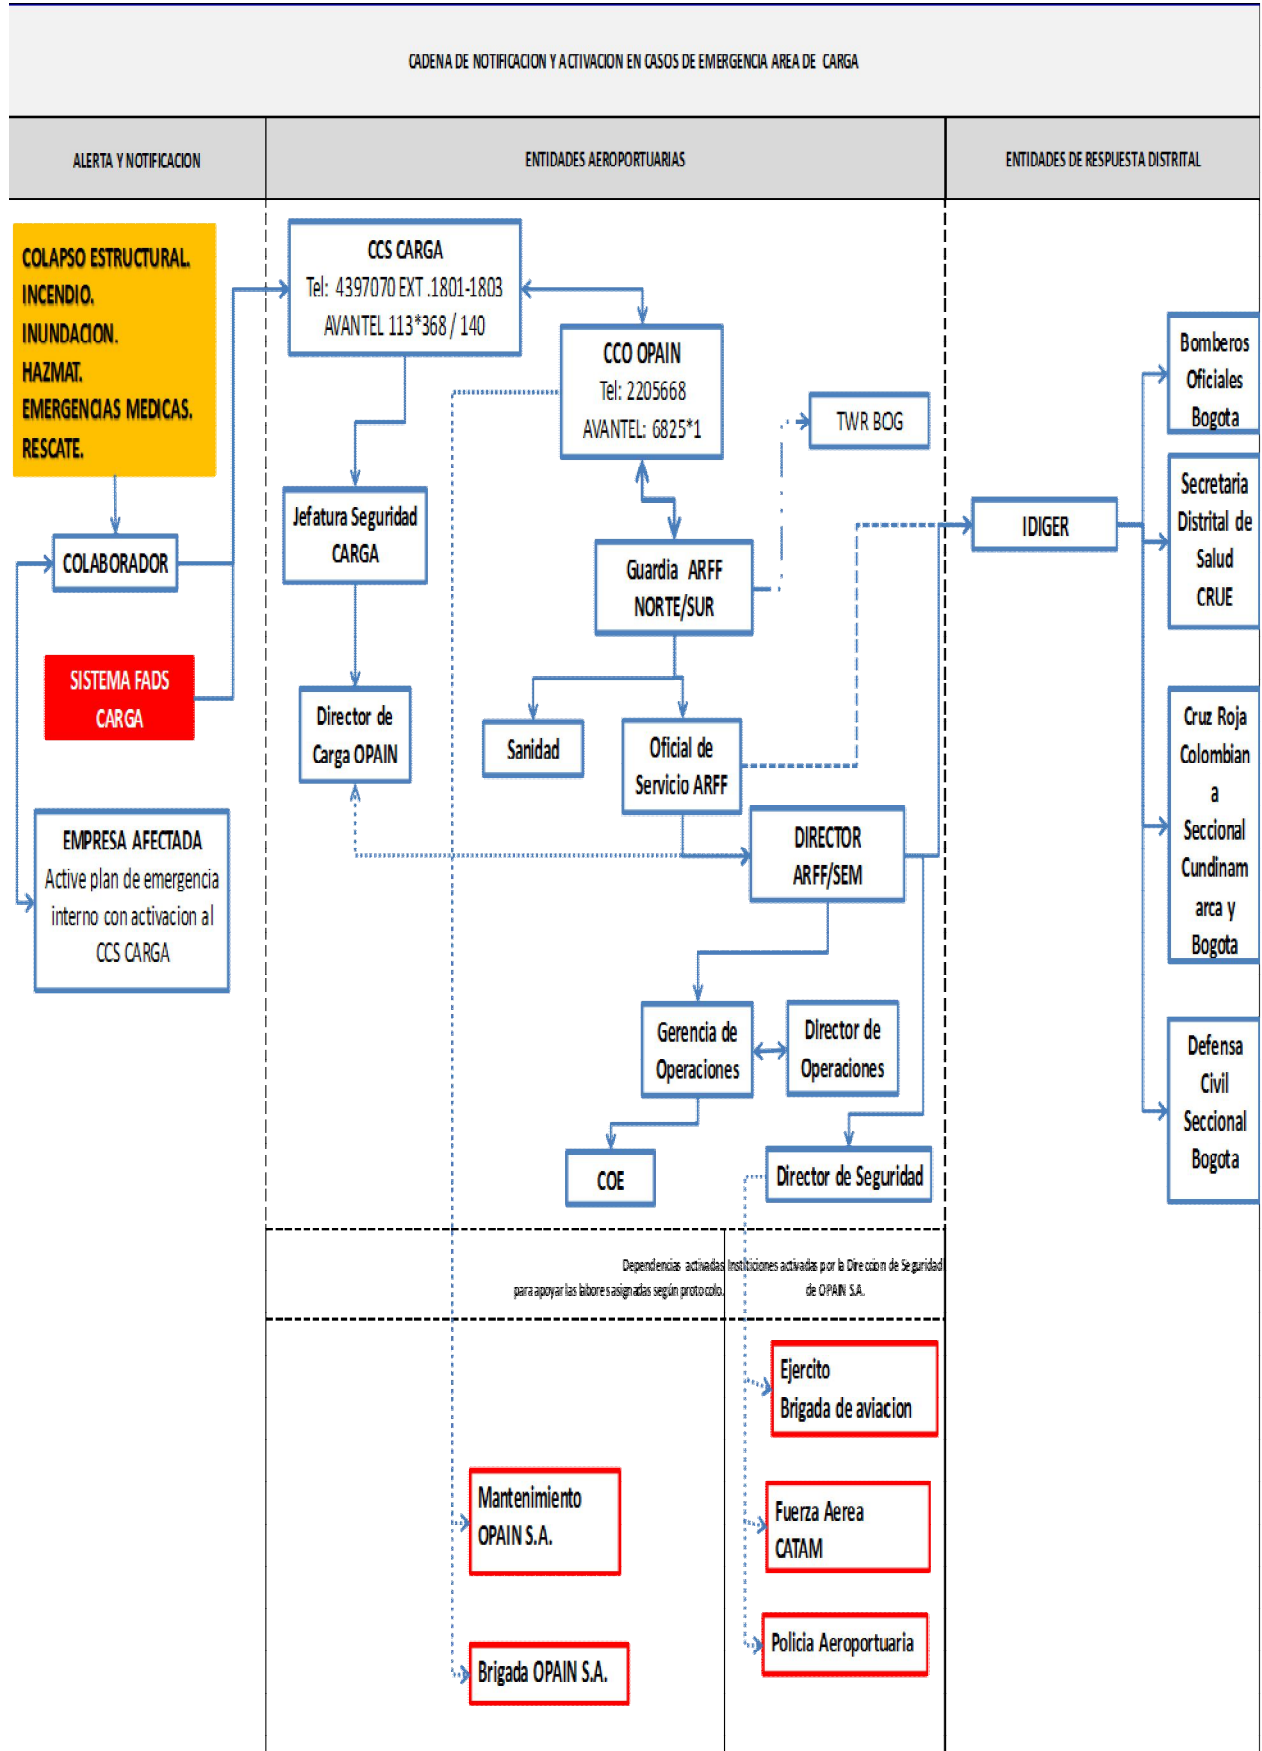 CADENA DE NOTIFICACION Y ACTIVACION EN CASOS DE EMERGENCIA AREA DE CARGA
ALERTA Y NOTIFICACION
ENTIDADES AEROPORTUARIAS
ENTIDADES DE RESPUESTA DISTRITAL
COLAPSO ESTRUCTURAL.
INCENDIO.
INUNDACION.
HAZMAT.
EMERGENCIAS MEDICAS.
RESCATE.
COLABORADOR
SISTEMA FADS
CARGA
EMPRESA AFECTADA
Active plan de emergencia
interno con activacion al
CCS CARGA
CCS CARGA
Tel: 4397070 EXT .1801-1803
AVANTEL 113*368 / 140
CCO OPAIN
Tel: 2205668
AVANTEL: 6825*1
TWR BOG
Jefatura Seguridad
CARGA
Guardia ARFF
NORTE/SUR
Director de
Carga OPAIN
Sanidad
Oficial de
Servicio ARFF
DIRECTOR
ARFF/SEM
Gerencia de
Operaciones
DIrector de
Operaciones
COE
Director de Seguridad
IDIGER
Bomberos
Oficiales
Bogota
Secretaria
Distrital de
Salud
CRUE
Cruz Roja
Colombian
a
Seccional
Cundinam
arca y
Bogota
Defensa
Civil
Seccional
Bogota
Dependencias activadas
para apoyar las labores asignadas según protocolo.
Instituciones activadas por la Direccion de Seguridad
de OPAIN S.A.
Ejercito
Brigada de aviacion
Mantenimiento
OPAIN S.A.
Fuerza Aerea
CATAM
Policia Aeroportuaria
Brigada OPAIN S.A.